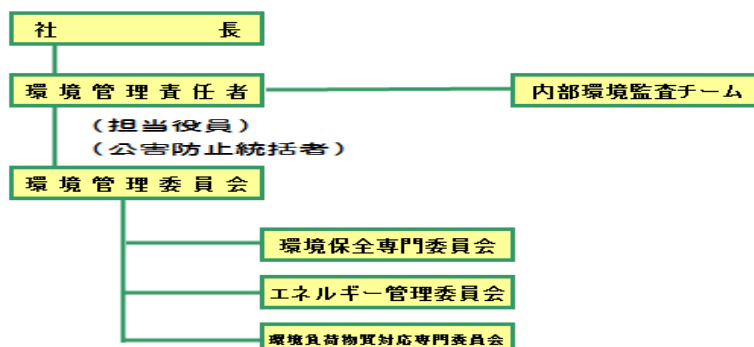 社長
環境管理責任者
内部環境監査チーム
（担当役員）
（公害防止統括者）
環境管理委員会
環境保全専門委員会
エネルギー管理委員会
環境負荷物質対応専門委員会